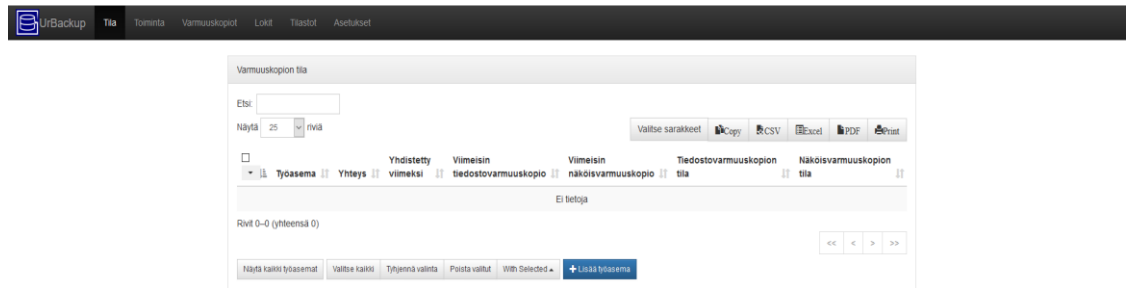 UrBackup Tila Toiminta Varmuuskopiot Lokit Tilastot Asetukset
Varmuuskopion tila
Etsi:
Näytä 25 riviä
Valitse sarakkeet Copy CSV Excel PDF Print
Työasema Yhteys Yhdistetty viimeksi Viimeisin tiedostovarmuuskopio Viimeisin näköisvarmuuskopio Tiedostovarmuuskopion tila Näköisvarmuuskopion tila
Ei tietoja
Rivit 0–0 (yhteensä 0)
<< < > >>
Näytä kaikki työasemat Valitse kaikki Tyhjennä valinta Poista valitut With Selected Lisää työasema